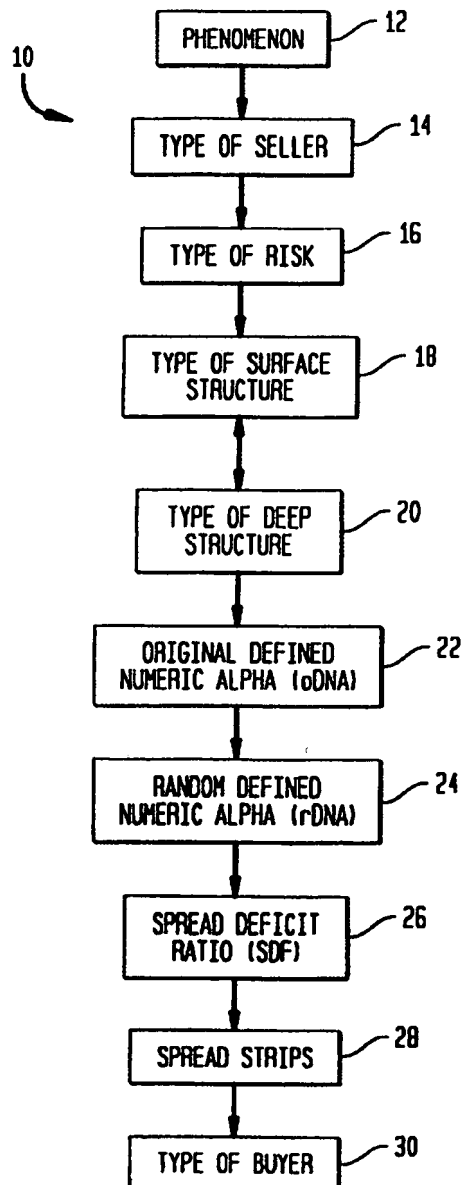 PHENOMENON
12
10
TYPE OF SELLER
14
TYPE OF RISK
16
TYPE OF SURFACE
STRUCTURE
18
TYPE OF DEEP
STRUCTURE
20
ORIGINAL DEFINED
NUMERIC ALPHA (oDNA)
22
RANDOM DEFINED
NUMERIC ALPHA (rDNA)
24
SPREAD DEFICIT
RATIO (SDF)
26
SPREAD STRIPS
28
TYPE OF BUYER
30